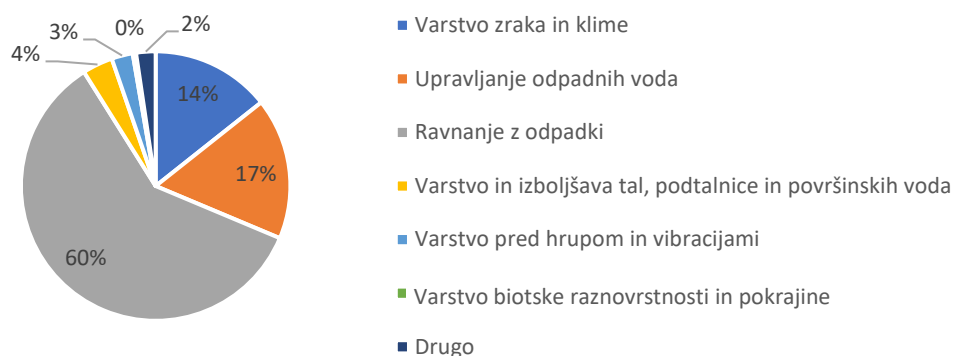 3%
0%
2%
4%
14%
17%
60%
Varstvo zraka in klime
Upravljanje odpadnih voda
Ravnanje z odpadki
Varstvo in izboljšava tal, podtalnice in površinskih voda
Varstvo pred hrupom in vibracijami
Varstvo biotske raznovrstnosti in pokrajine
Drugo